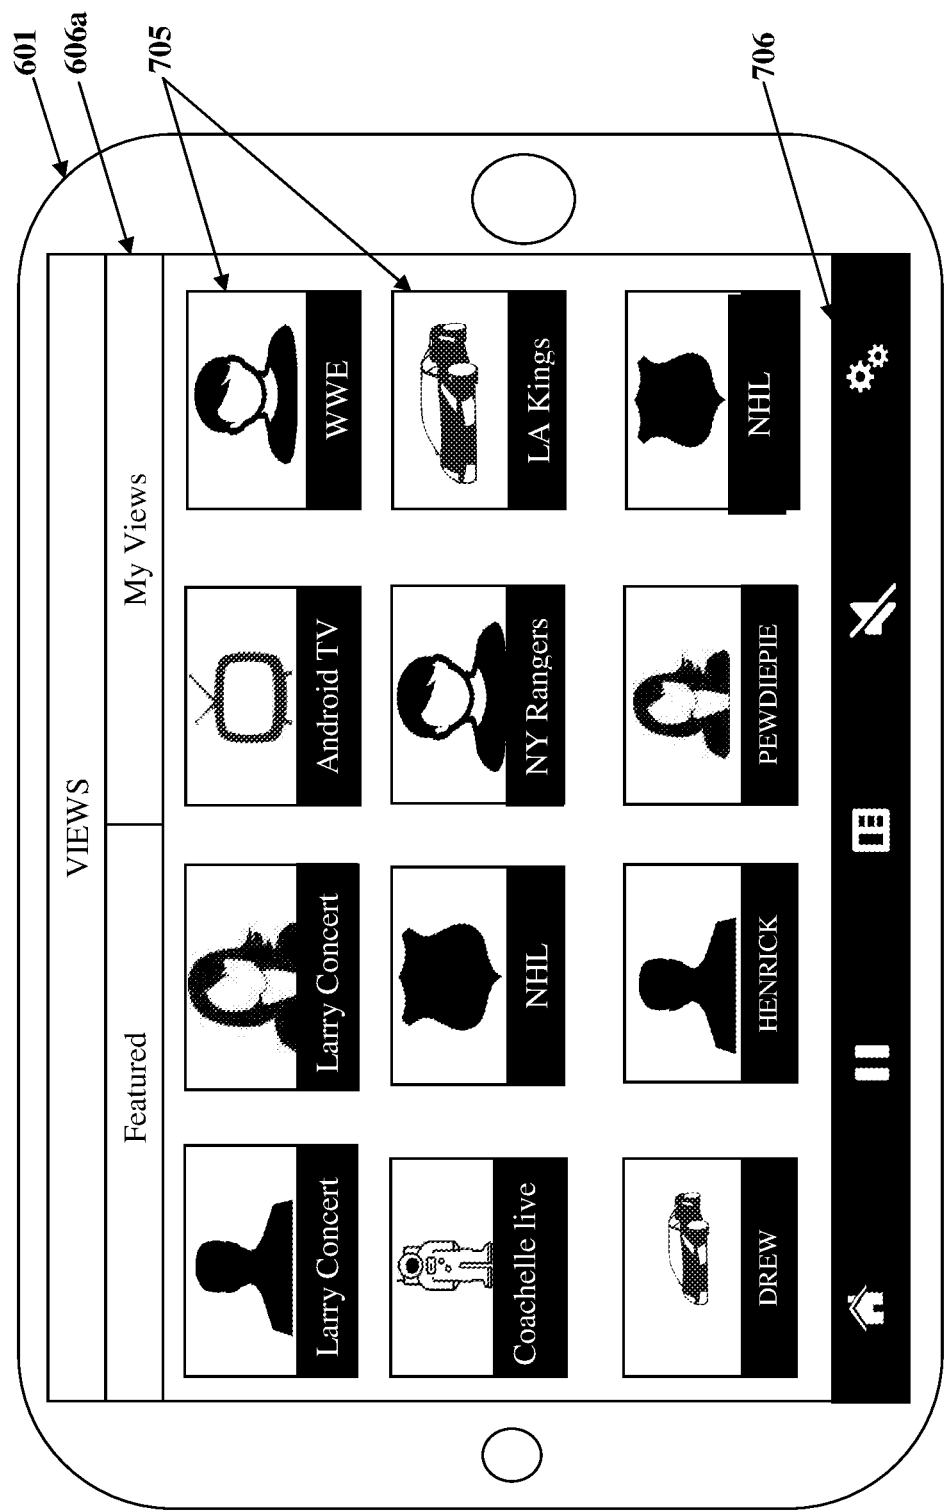 601
606a
705
706
VIEWS
Featured
My Views
Larry Concert
Larry Concert
Android TV
WWE
Coachelle live
NHL
NY Rangers
LA Kings
DREW
HENRICK
PEWDIEPIE
NHL